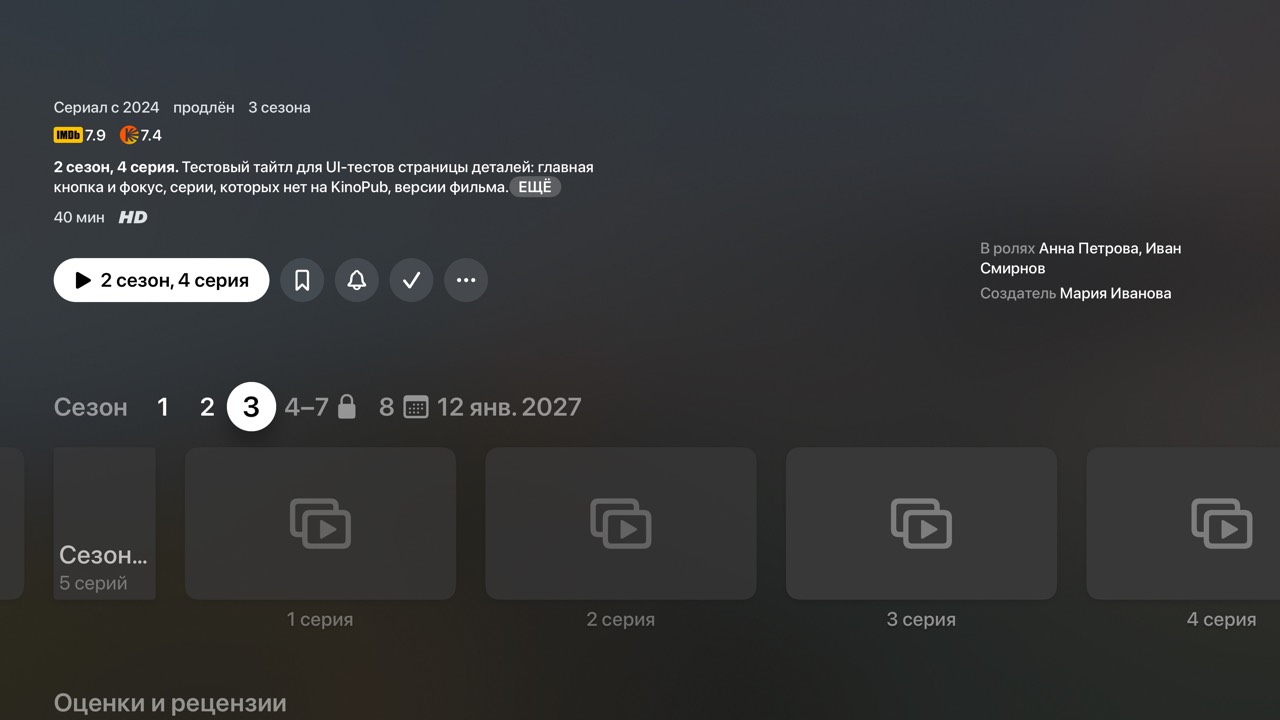 Сериал с 2024 продлён 3 сезона
IMDb 7.9 7.4
2 сезон, 4 серия. Тестовый тайтл для UI-тестов страницы деталей: главная
кнопка и фокус, серии, которых нет на KinoPub, версии фильма. ЕЩЁ
40 мин HD
2 сезон, 4 серия
В ролях Анна Петрова, Иван
Смирнов
Создатель Мария Иванова
Сезон 1 2 3 4–7 8 12 янв. 2027
Сезон...
5 серий
1 серия 2 серия 3 серия 4 серия
Оценки и рецензии